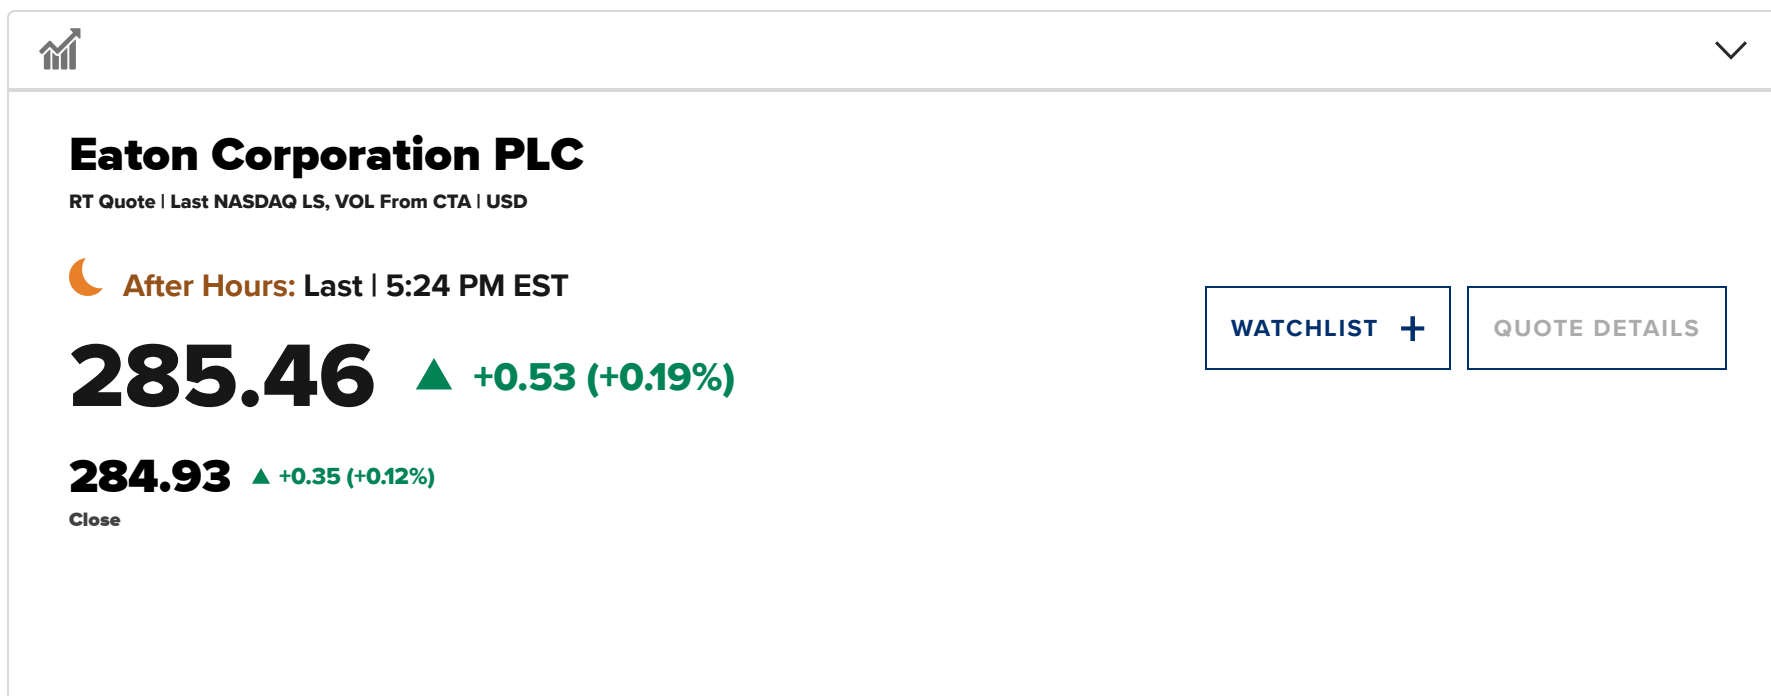 Eaton Corporation PLC
RT Quote | Last NASDAQ LS, VOL From CTA | USD
After Hours: Last | 5:24 PM EST
285.46 ▲ +0.53 (+0.19%)
284.93 ▲ +0.35 (+0.12%)
Close
WATCHLIST +
QUOTE DETAILS